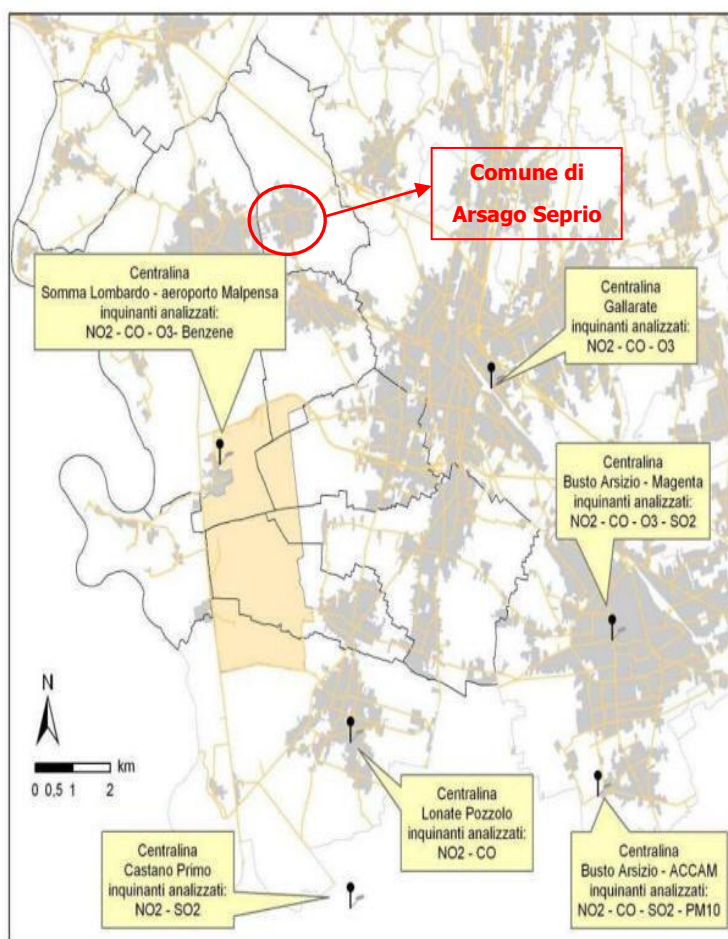 Comune di
Arsago Seprio
Centralina
Somma Lombardo - aeroporto Malpensa
inquinanti analizzati:
NO2 - CO - O3- Benzene
Centralina
Gallarate
inquinanti analizzati:
NO2 - CO - O3
Centralina
Busto Arsizio - Magenta
inquinanti analizzati:
NO2 - CO - O3 - SO2
N
km
0 0,5 1 2
Centralina
Lonate Pozzolo
inquinanti analizzati:
NO2 - CO
Centralina
Castano Primo
inquinanti analizzati:
NO2 - SO2
Centralina
Busto Arsizio - ACCAM
inquinanti analizzati:
NO2 - CO - SO2 - PM10